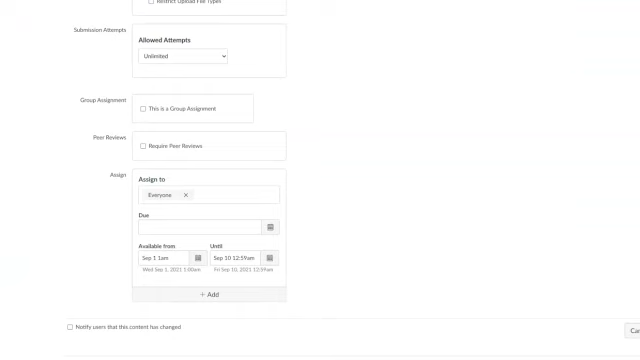 Restrict Upload File Types
Submission Attempts
Allowed Attempts
Unlimited
Group Assignment
This is a Group Assignment
Peer Reviews
Require Peer Reviews
Assign
Assign to
Everyone
Due
Available from
Until
Sep 1 1am
Sep 10 12:59am
Wed Sep 1, 2021 1:00am
Fri Sep 10, 2021 12:59am
+ Add
Notify users that this content has changed
Can